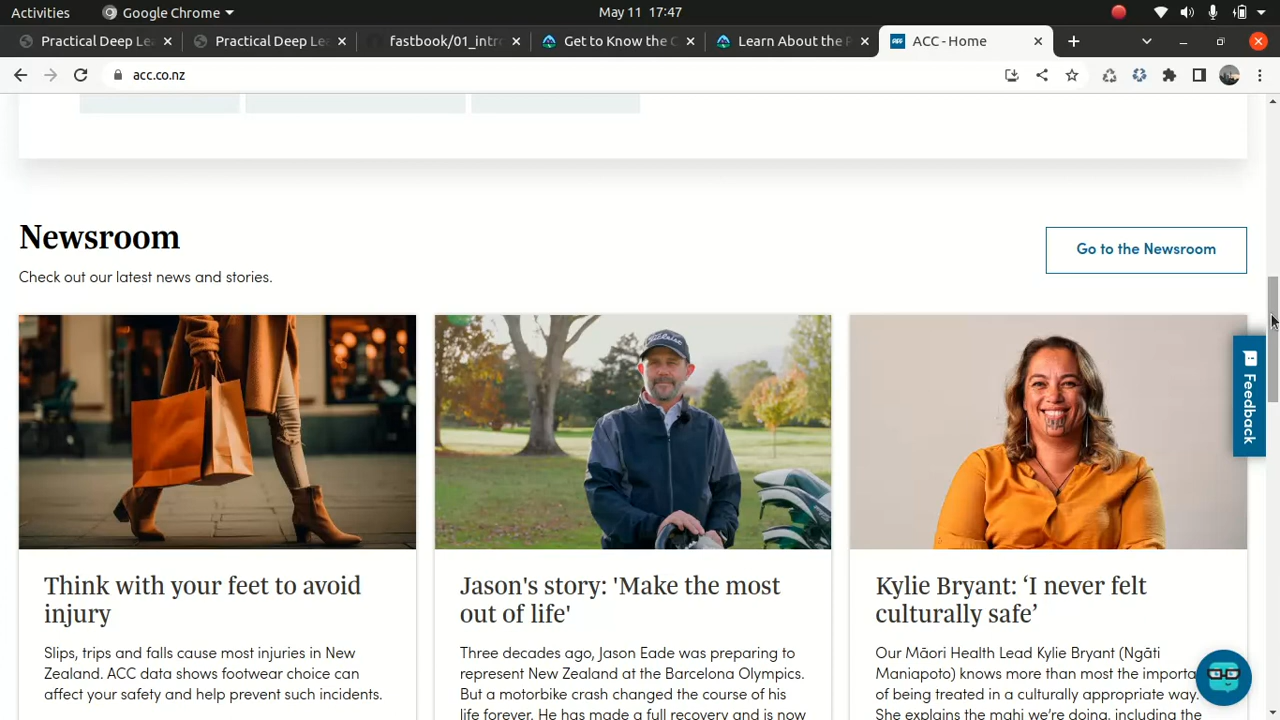 Activities
Google Chrome
May 11 17:47
Practical Deep Lea
Practical Deep Lea
fastbook/01_intr
Get to Know the C
Learn About the P
ACC - Home
acc.co.nz
Newsroom
Go to the Newsroom
Check out our latest news and stories.
Feedback
Think with your feet to avoid
injury
Slips, trips and falls cause most injuries in New
Zealand. ACC data shows footwear choice can
affect your safety and help prevent such incidents.
Jason's story: 'Make the most
out of life'
Three decades ago, Jason Eade was preparing to
represent New Zealand at the Barcelona Olympics.
But a motorbike crash changed the course of his
life forever. He has made a full recovery and is now
Kylie Bryant: ‘I never felt
culturally safe’
Our Māori Health Lead Kylie Bryant (Ngāti
Maniapoto) knows more than most the importa
of being treated in a culturally appropriate way.
She explains the mahi we're doing, including the